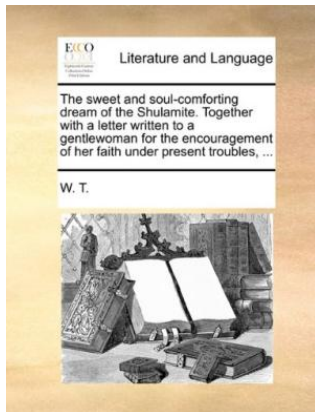 ECCO
Literature and Language
The sweet and soul-comforting
dream of the Shulamite. Together
with a letter written to a
gentlewoman for the encouragement
of her faith under present troubles, ...
W. T.